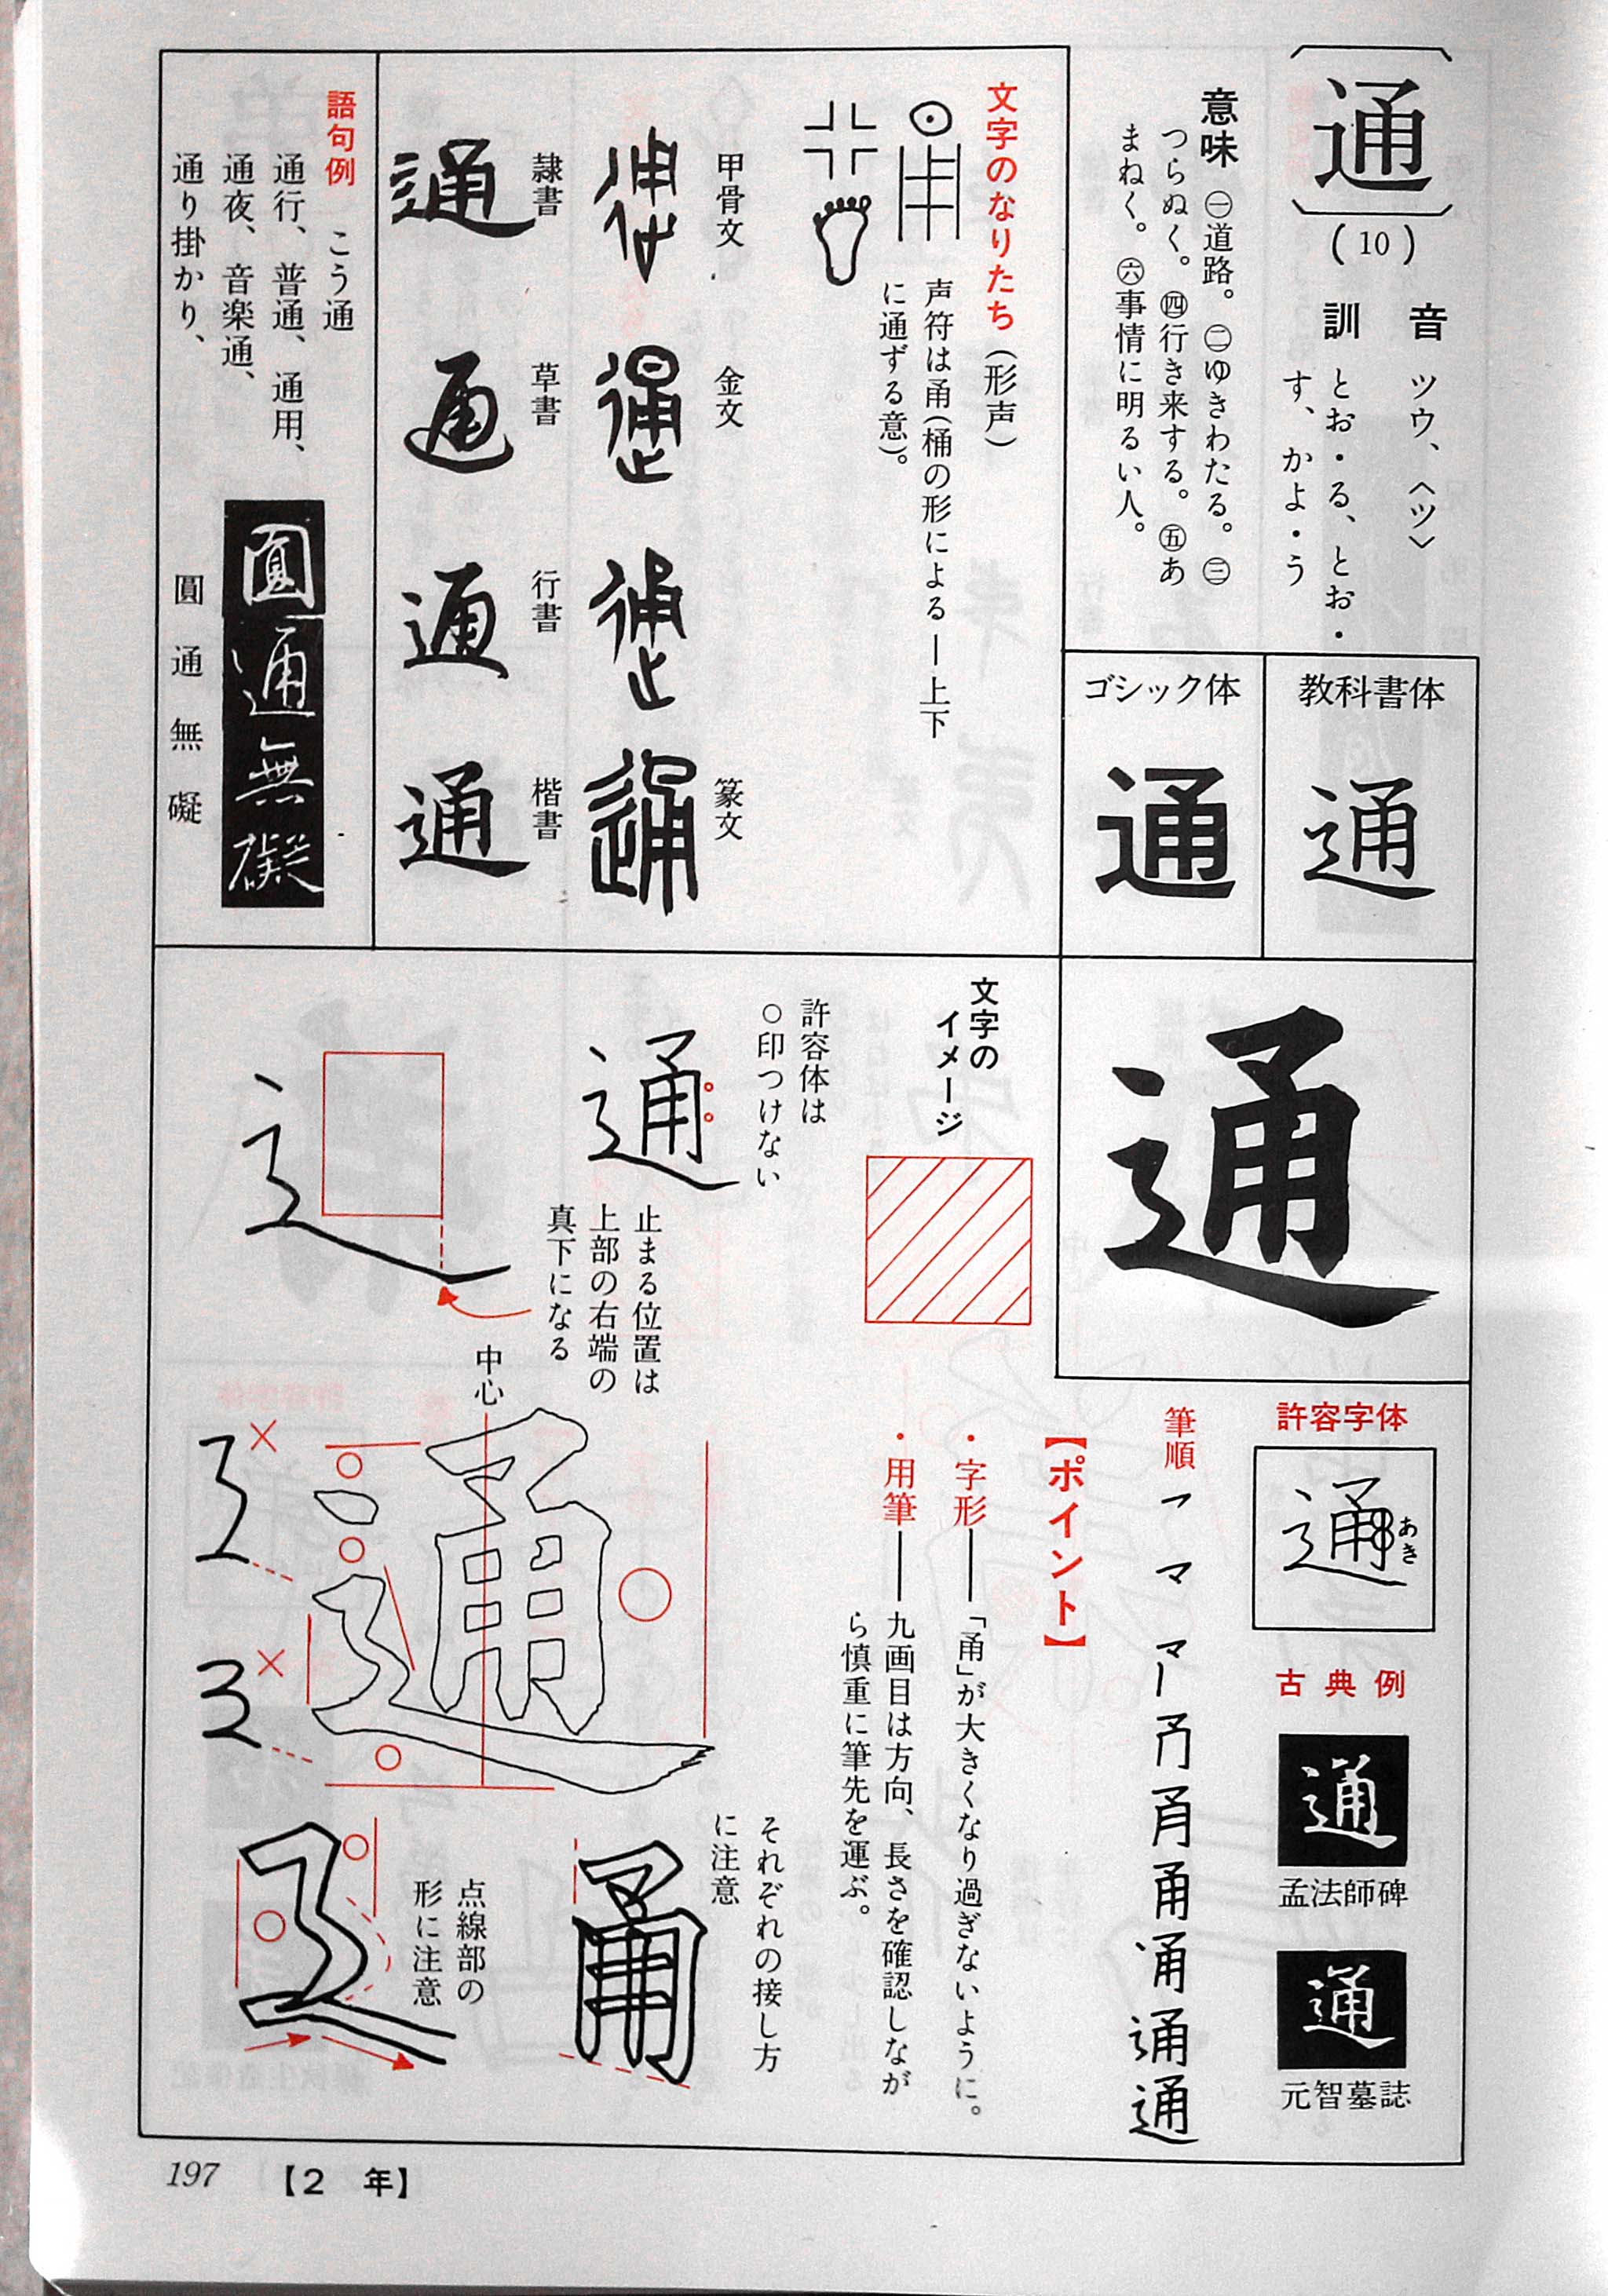 通
(10)
音 ツウ、〈ツ〉
訓 とお・る、とお・
す、かよ・う
意味 ㊀道路。㊁ゆきわたる。㊂
つらぬく。㊃行き来する。㊄あ
まねく。㊅事情に明るい人。
教科書体
通
ゴシック体
通
文字のなりたち（形声）
声符は甬（桶の形による―上下
に通ずる意）。
甲骨文
金文
篆文
隷書
草書
行書
楷書
通
通
通
通
語句例
こう通
通行、普通、通用、
通夜、音楽通、
通り掛かり、
圓通無礙
圓通無礙
通
許容字体
通
あき
古典例
通
孟法師碑
通
元智墓誌
筆順
【ポイント】
・字形――「甬」が大きくなり過ぎないように。
・用筆――九画目は方向、長さを確認しなが
ら慎重に筆先を運ぶ。
文字の
イメージ
許容体は
○印つけない
通
止まる位置は
上部の右端の
真下になる
中心
通
それぞれの接し方
に注意
甬
点線部の
形に注意
197
【2 年】